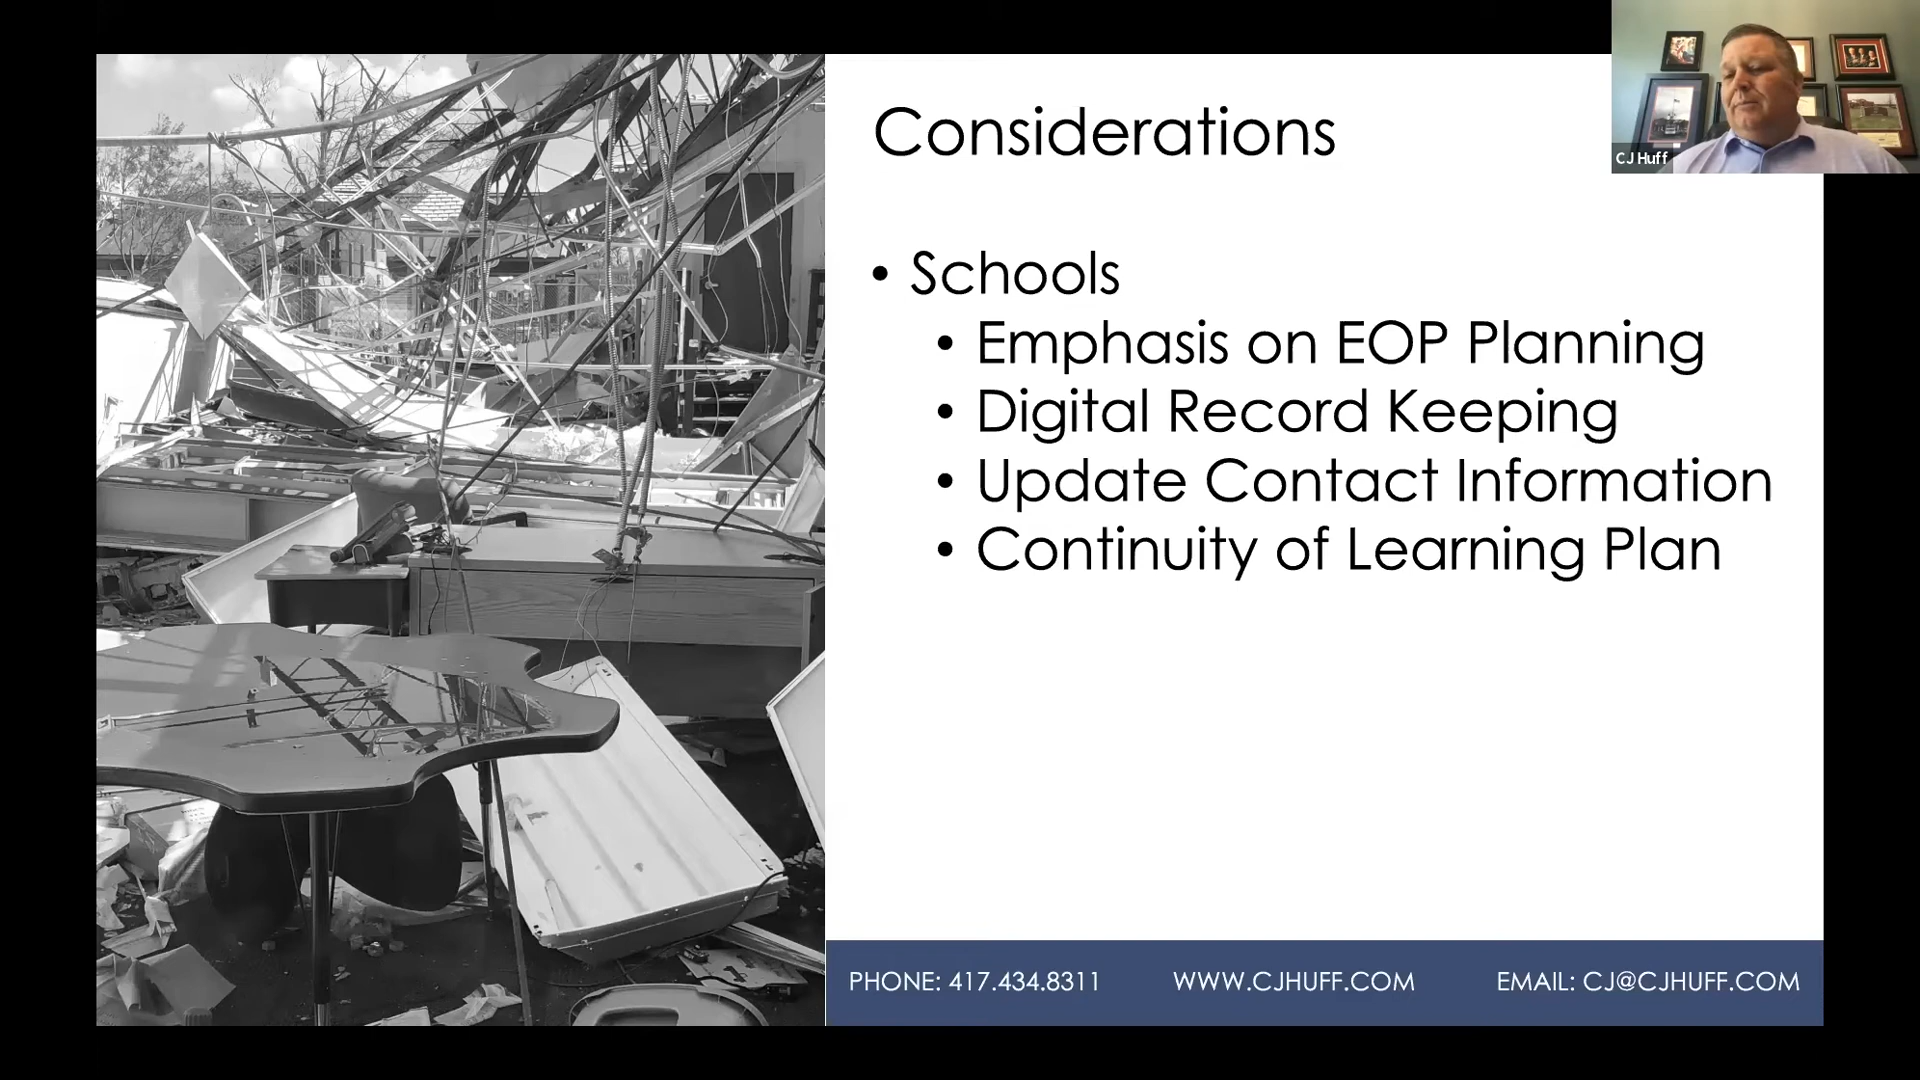 Considerations
CJ Huff
• Schools
• Emphasis on EOP Planning
• Digital Record Keeping
• Update Contact Information
• Continuity of Learning Plan
PHONE: 417.434.8311 WWW.CJHUFF.COM EMAIL: CJ@CJHUFF.COM